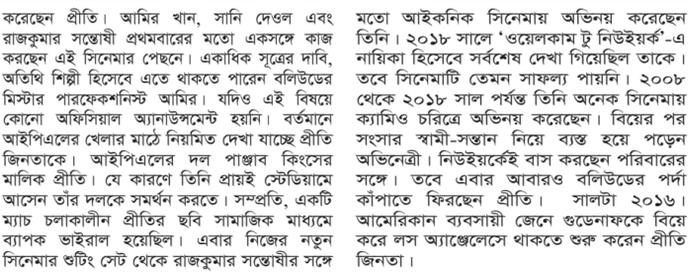 করেছেন প্রীতি। আমির খান, সানি দেওল এবং
রাজকুমার সন্তোষী প্রথমবারের মতো একসঙ্গে কাজ
করছেন এই সিনেমার পেছনে। একাধিক সূত্রের দাবি,
অতিথি শিল্পী হিসেবে এতে থাকতে পারেন বলিউডের
মিস্টার পারফেকশনিস্ট আমির। যদিও এই বিষয়ে
কোনো অফিসিয়াল অ্যানাউন্সমেন্ট হয়নি। বর্তমানে
আইপিএলের খেলার মাঠে নিয়মিত দেখা যাচ্ছে প্রীতি
জিনতাকে। আইপিএলের দল পাঞ্জাব কিংসের
মালিক প্রীতি। যে কারণে তিনি প্রায়ই স্টেডিয়ামে
আসেন তাঁর দলকে সমর্থন করতে। সম্প্রতি, একটি
ম্যাচ চলাকালীন প্রীতির ছবি সামাজিক মাধ্যমে
ব্যাপক ভাইরাল হয়েছিল। এবার নিজের নতুন
সিনেমার শুটিং সেট থেকে রাজকুমার সন্তোষীর সঙ্গে
মতো আইকনিক সিনেমায় অভিনয় করেছেন
তিনি। ২০১৮ সালে ‘ওয়েলকাম টু নিউইয়র্ক’-এ
নায়িকা হিসেবে সর্বশেষ দেখা গিয়েছিল তাকে।
তবে সিনেমাটি তেমন সাফল্য পায়নি। ২০০৮
থেকে ২০১৮ সাল পর্যন্ত তিনি অনেক সিনেমায়
ক্যামিও চরিত্রে অভিনয় করেছেন। বিয়ের পর
সংসার স্বামী-সন্তান নিয়ে ব্যস্ত হয়ে পড়েন
অভিনেত্রী। নিউইয়র্কেই বাস করছেন পরিবারের
সঙ্গে। তবে এবার আবারও বলিউডের পর্দা
কাঁপাতে ফিরছেন প্রীতি। সালটা ২০১৬।
আমেরিকান ব্যবসায়ী জেনে গুডেনাফকে বিয়ে
করে লস অ্যাঞ্জেলেসে থাকতে শুরু করেন প্রীতি
জিনতা।